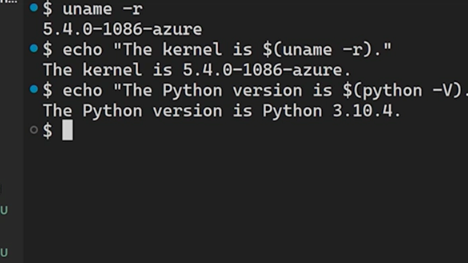 $ uname -r
5.4.0-1086-azure
$ echo "The kernel is $(uname -r)."
The kernel is 5.4.0-1086-azure.
$ echo "The Python version is $(python -V).
The Python version is Python 3.10.4.
$
U
U